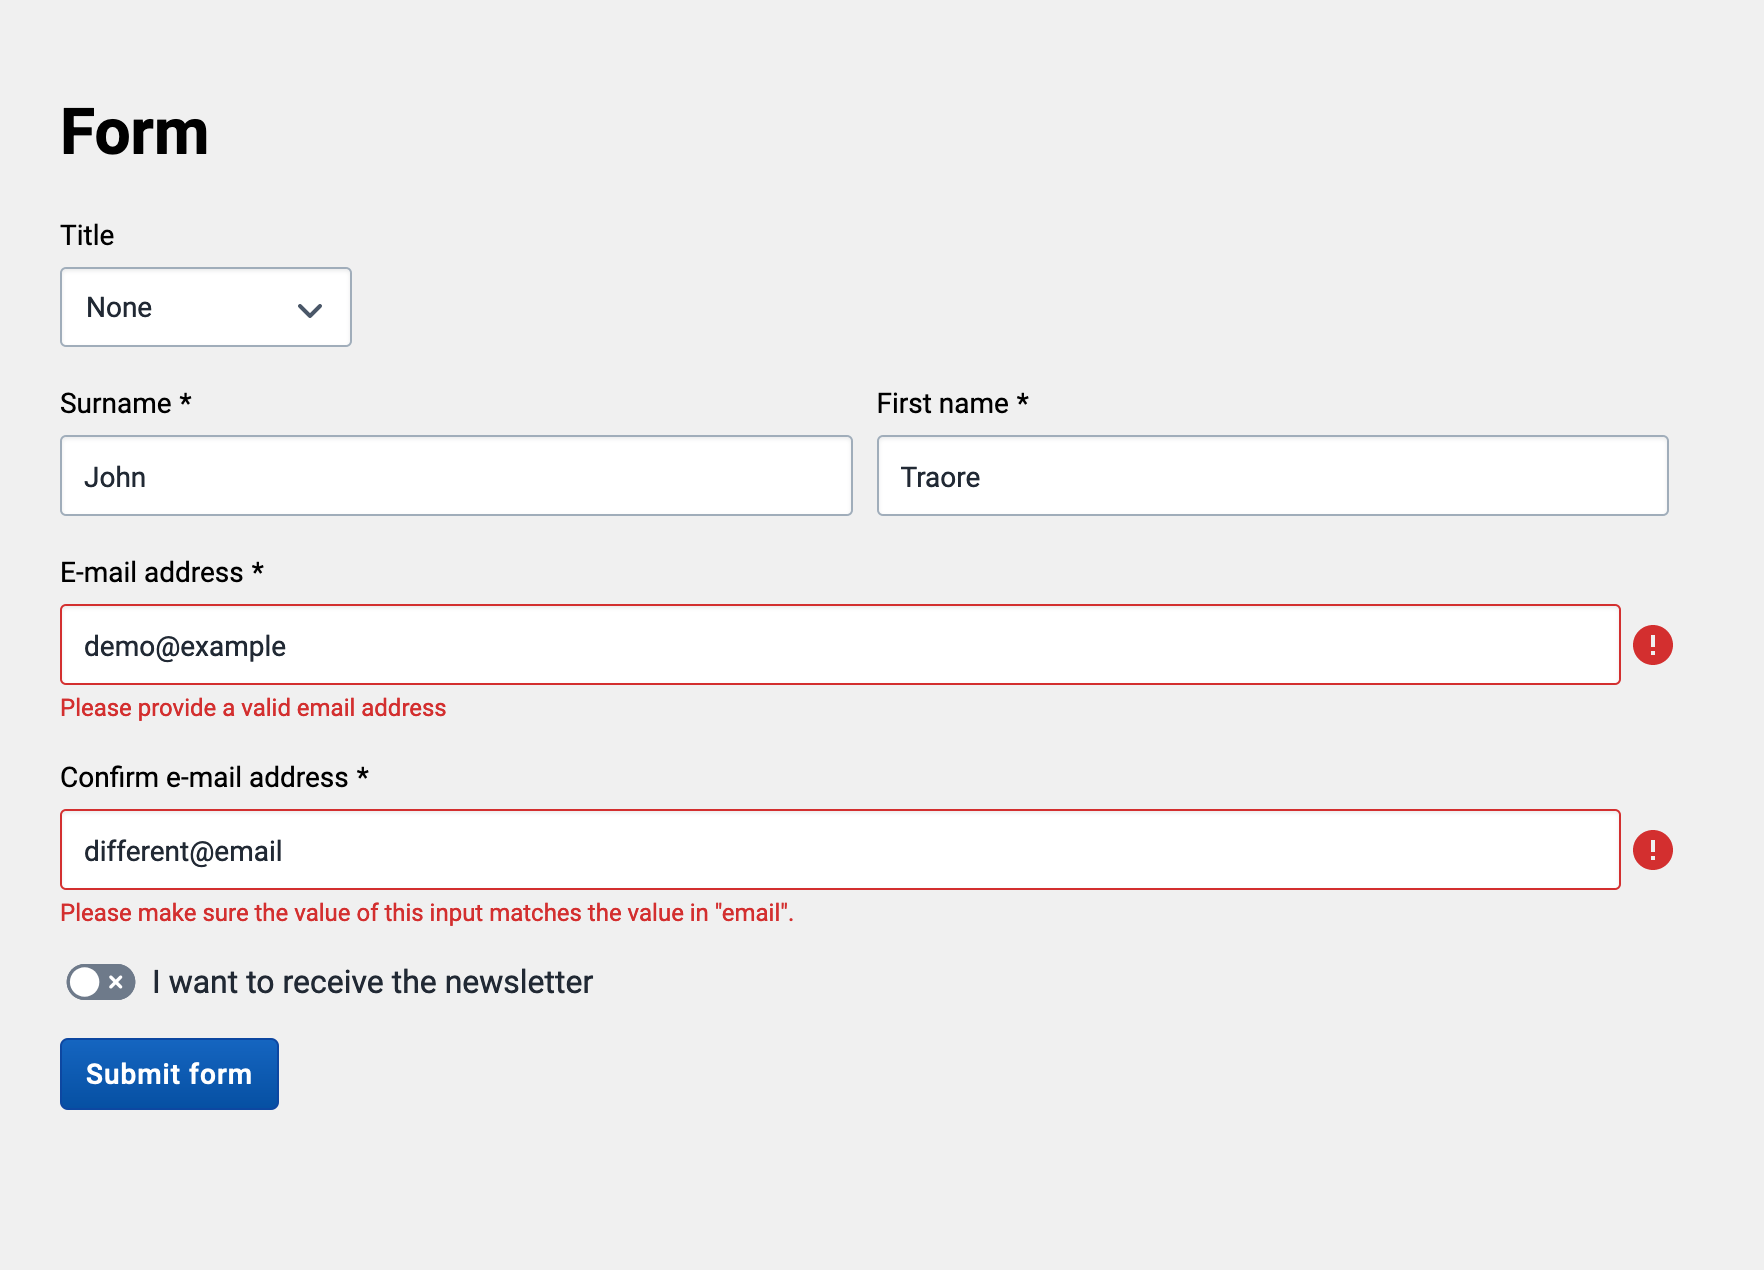 Form
Title
None
Surname *
First name *
John
Traore
E-mail address *
demo@example
Please provide a valid email address
Confirm e-mail address *
different@email
Please make sure the value of this input matches the value in "email".
I want to receive the newsletter
Submit form